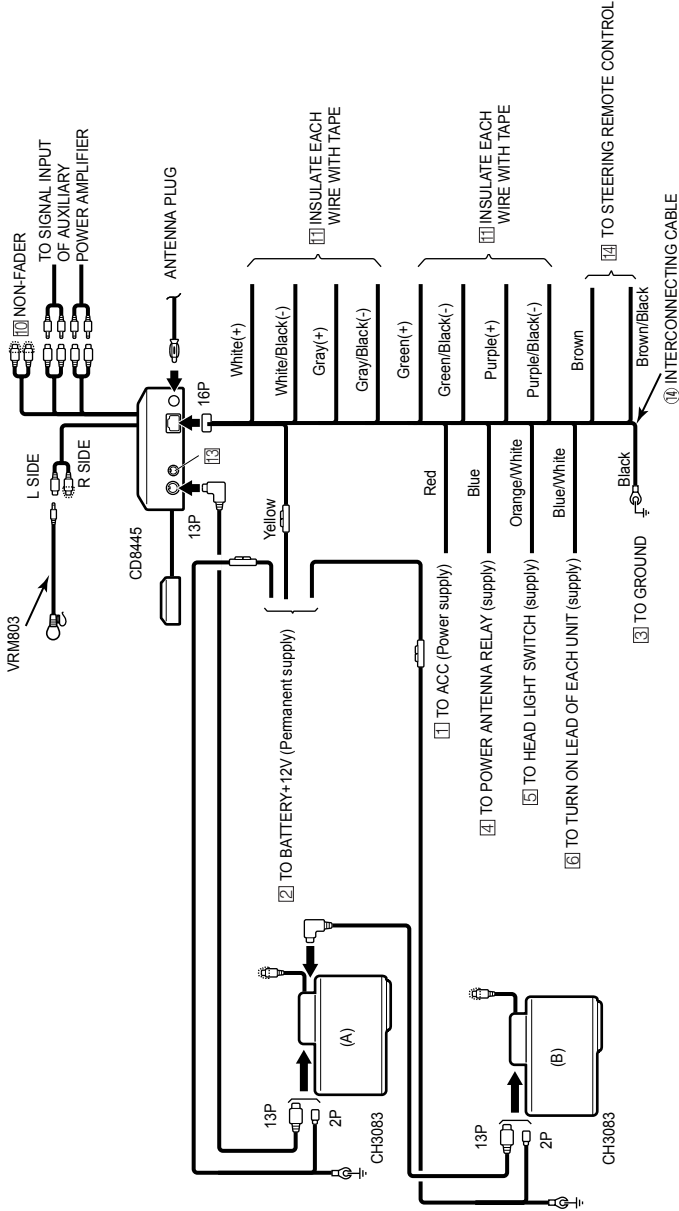 10 NON-FADER
TO SIGNAL INPUT
OF AUXILIARY
POWER AMPLIFIER
L SIDE
R SIDE
VRM803
ANTENNA PLUG
CD8445
16P
13P
13
Yellow
White(+)
White/Black(-)
Gray(+)
Gray/Black(-)
11 INSULATE EACH
WIRE WITH TAPE
Green(+)
Green/Black(-)
Purple(+)
Purple/Black(-)
11 INSULATE EACH
WIRE WITH TAPE
Brown
Brown/Black
14 TO STEERING REMOTE CONTROL
⑭ INTERCONNECTING CABLE
Red
Blue
Orange/White
Blue/White
Black
2 TO BATTERY+12V (Permanent supply)
1 TO ACC (Power supply)
4 TO POWER ANTENNA RELAY (supply)
5 TO HEAD LIGHT SWITCH (supply)
6 TO TURN ON LEAD OF EACH UNIT (supply)
3 TO GROUND
(A)
13P
2P
CH3083
(B)
13P
2P
CH3083